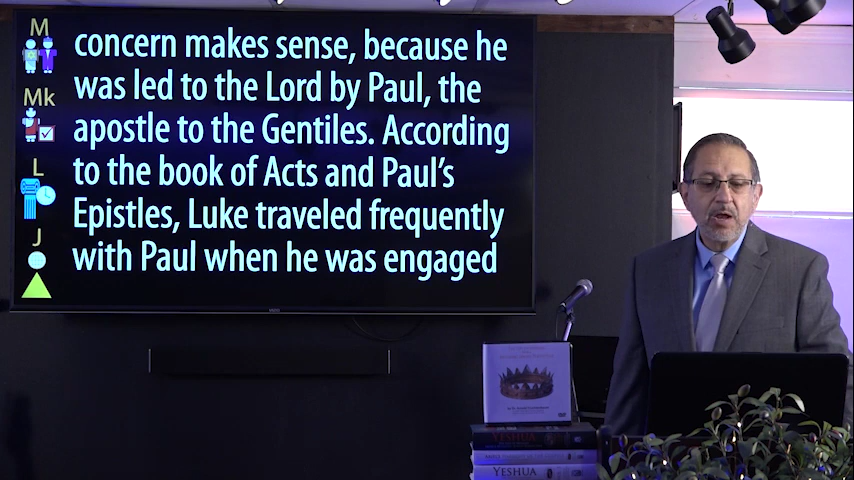 M
Mk
L
J
concern makes sense, because he
was led to the Lord by Paul, the
apostle to the Gentiles. According
to the book of Acts and Paul's
Epistles, Luke traveled frequently
with Paul when he was engaged
DVD
YESHUA
YESHUA